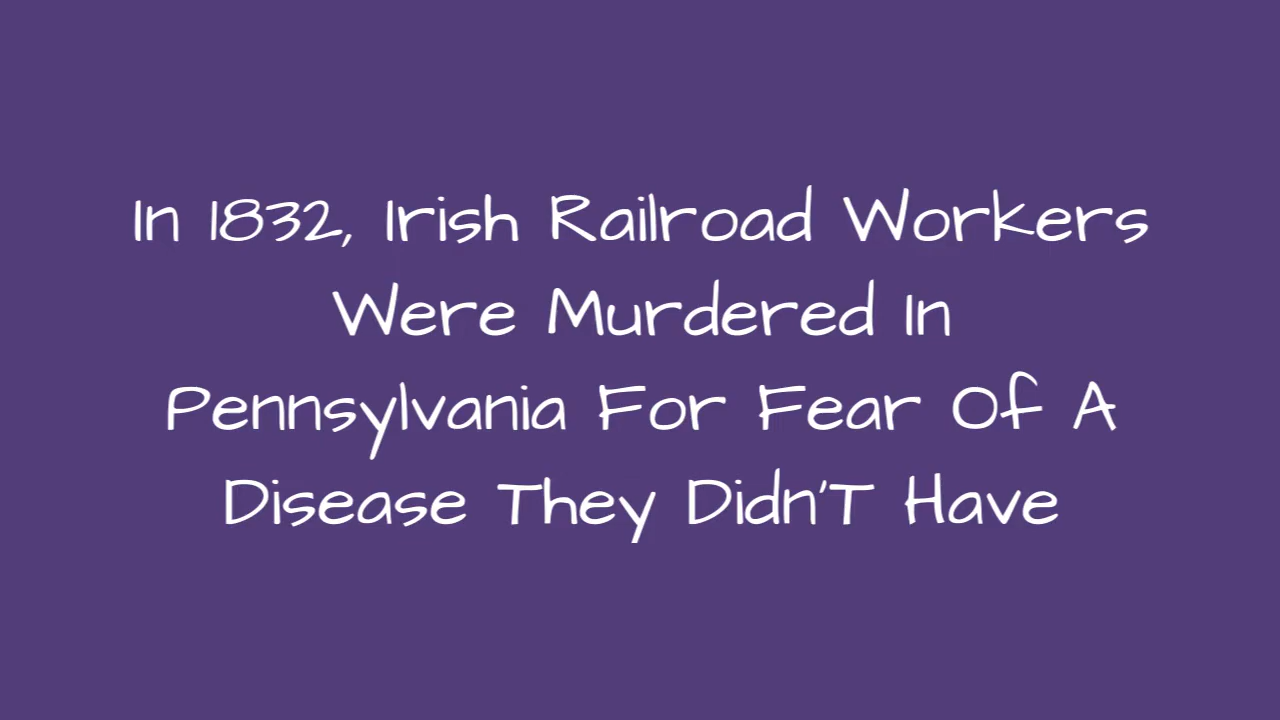 In 1832, Irish Railroad Workers
Were Murdered In
Pennsylvania For Fear Of A
Disease They Didn'T Have